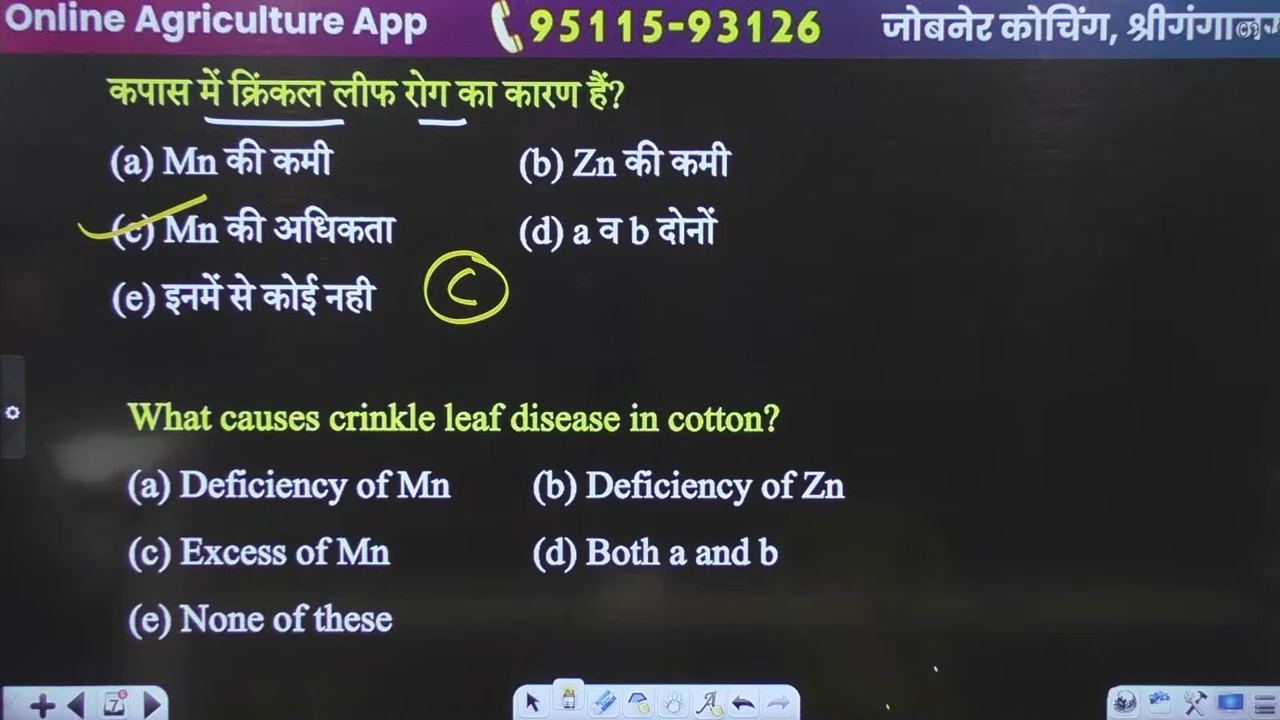 Online Agriculture App 95115-93126 जोबनेर कोचिंग,
कपास में क्रिंकल लीफ रोग का कारण हैं?
(a) Mn की कमी (b) Zn की कमी
(c) Mn की अधिकता (d) a व b दोनों
(e) इनमें से कोई नही C
What causes crinkle leaf disease in cotton?
(a) Deficiency of Mn (b) Deficiency of Zn
(c) Excess of Mn (d) Both a and b
(e) None of these